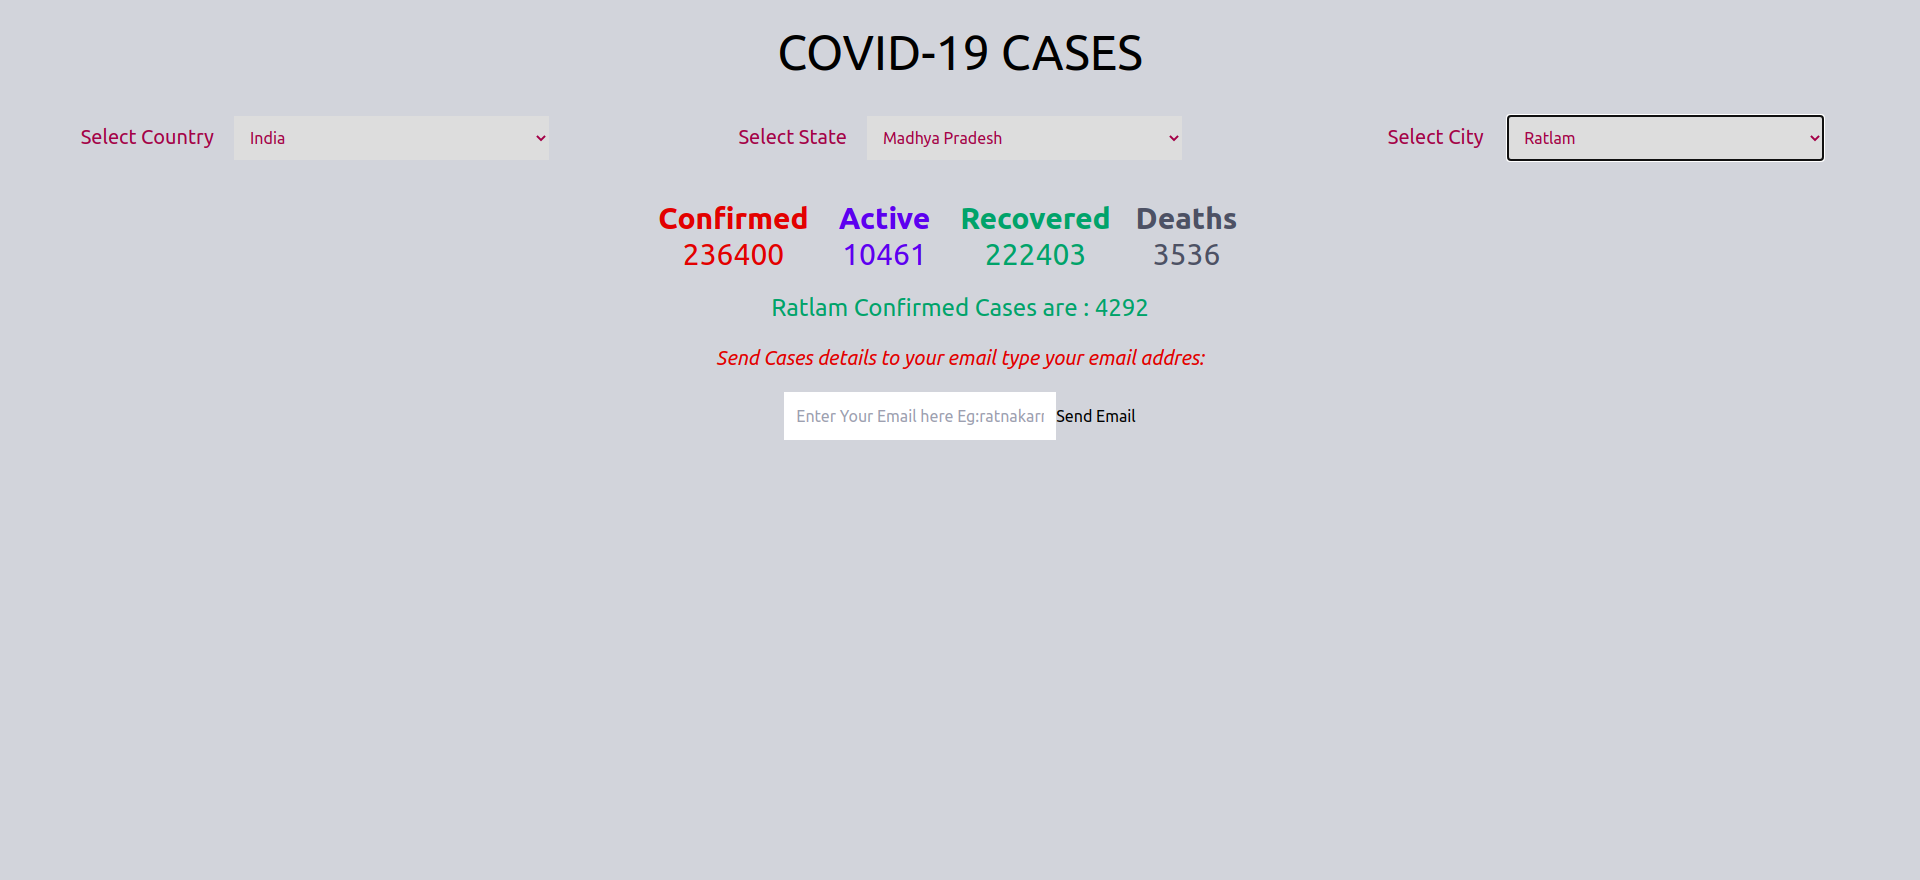 COVID-19 CASES
Select Country India Select State Madhya Pradesh Select City Ratlam
Confirmed Active Recovered Deaths
236400 10461 222403 3536
Ratlam Confirmed Cases are : 4292
Send Cases details to your email type your email addres:
Enter Your Email here Eg:ratnakarr Send Email